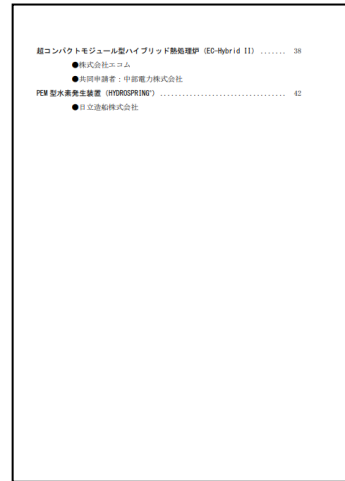 超コンパクトモジュール型ハイブリッド熱処理炉 (EC-Hybrid II) ....... 38
●株式会社エコム
●共同申請者：中部電力株式会社
PEM 型水素発生装置 (HYDROSPRING®) ................................. 42
●日立造船株式会社